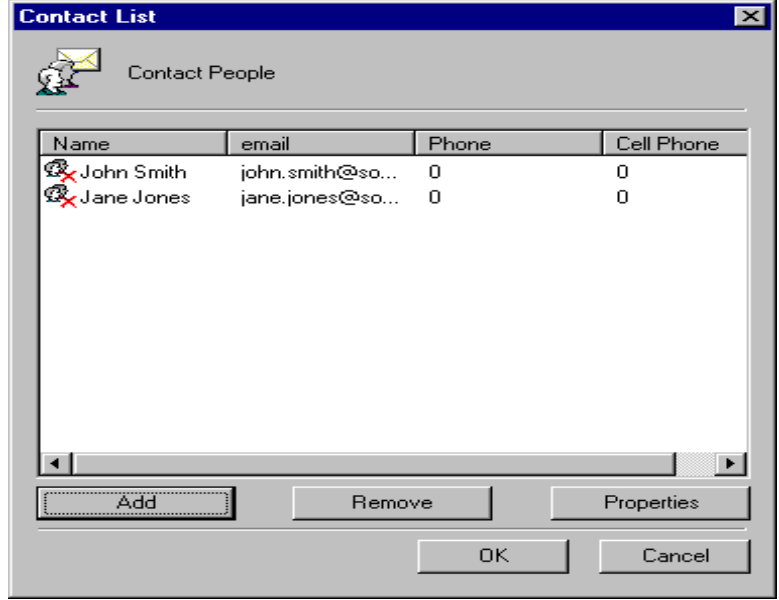 Contact List
Contact People
Name email Phone Cell Phone
John Smith john.smith@so... 0 0
Jane Jones jane.jones@so... 0 0
Add Remove Properties
OK Cancel